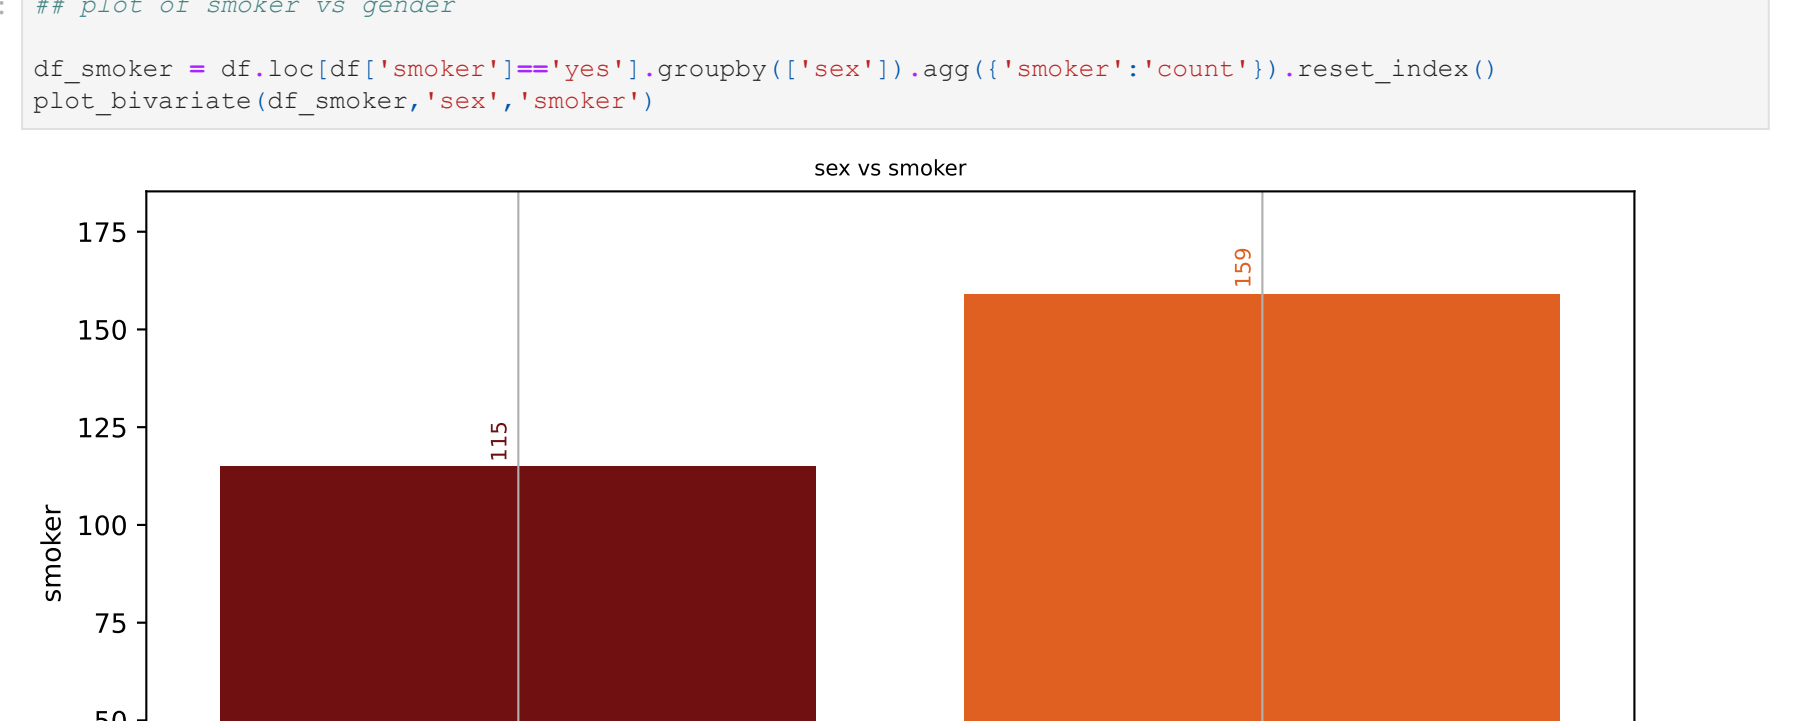 ## plot of smoker vs gender
df_smoker = df.loc[df['smoker']=='yes'].groupby(['sex']).agg({'smoker':'count'}).reset_index()
plot_bivariate(df_smoker,'sex','smoker')
sex vs smoker
175
159
150
125
115
100
smoker
75
50